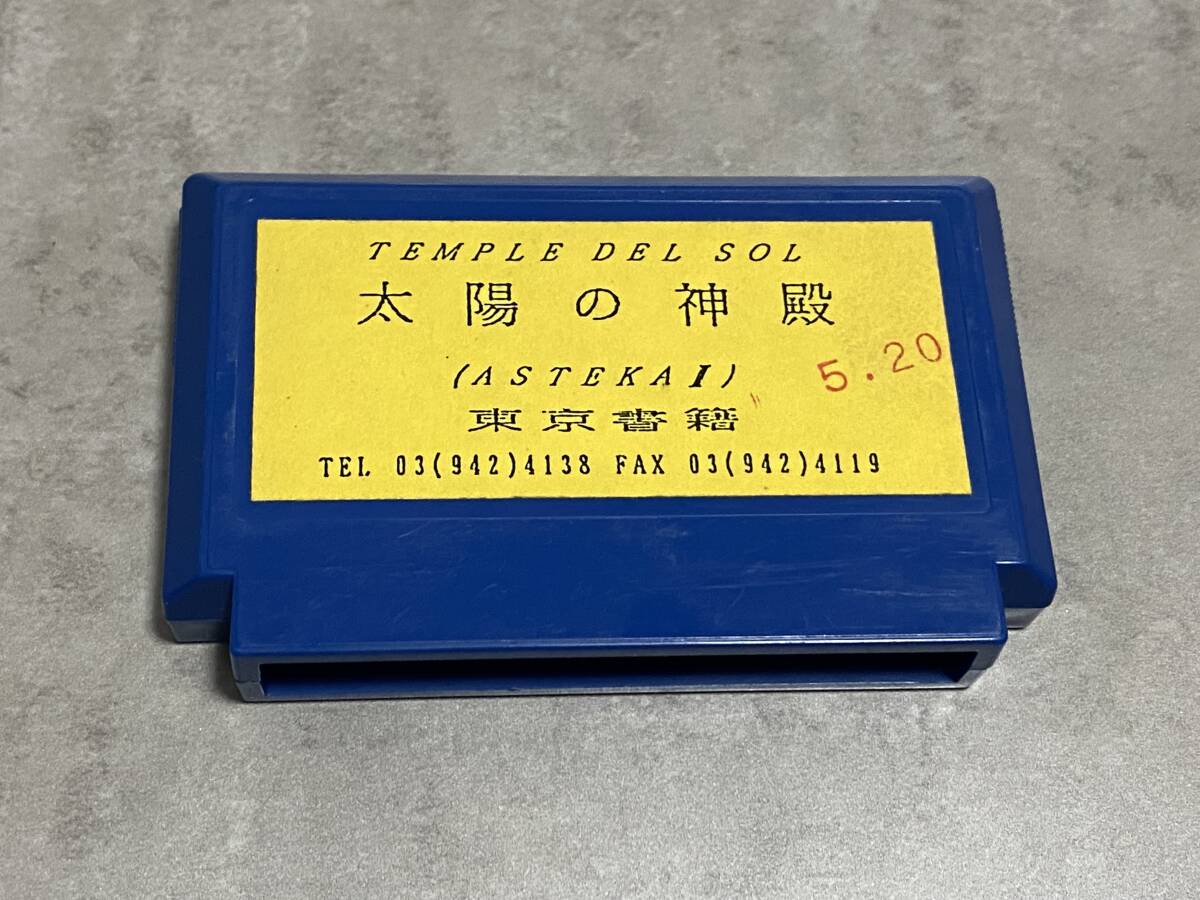 TEMPLE DEL SOL
太陽の神殿
(ASTEKA I)
5.20
東京書籍
TEL 03(942)4138 FAX 03(942)4119